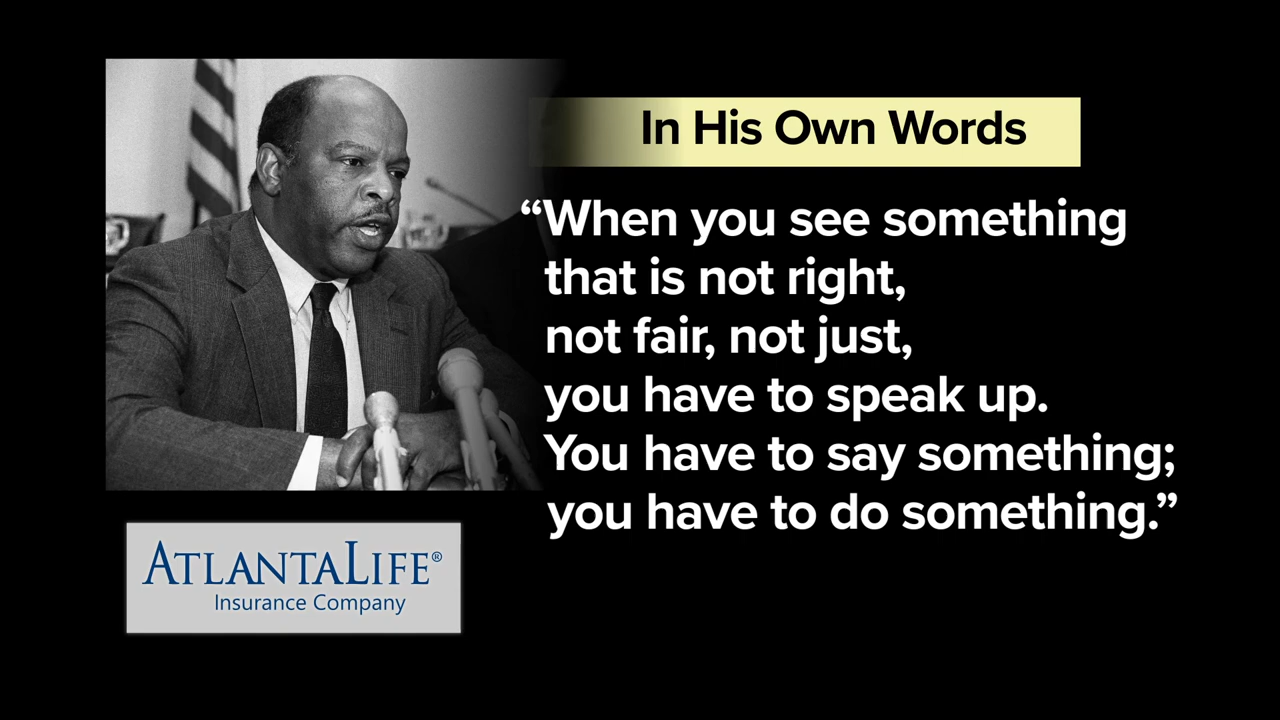 In His Own Words
“When you see something
that is not right,
not fair, not just,
you have to speak up.
You have to say something;
you have to do something.”
ATLANTALIFE®
Insurance Company